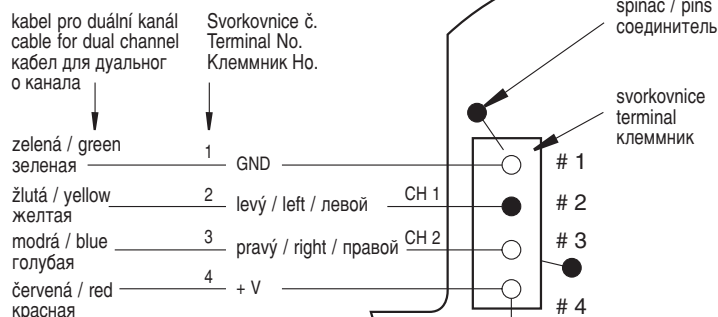 kabel pro duální kanál
cable for dual channel
кабел для дуальног
о канала
Svorkovnice č.
Terminal No.
Клеммник Но.
spínač / pins
соединитель
svorkovnice
terminal
клеммник
zelená / green
зеленая
1
GND
# 1
žlutá / yellow
желтая
2
levý / left / левой
CH 1
# 2
modrá / blue
голубая
3
pravý / right / правой
CH 2
# 3
červená / red
красная
4
+ V
# 4